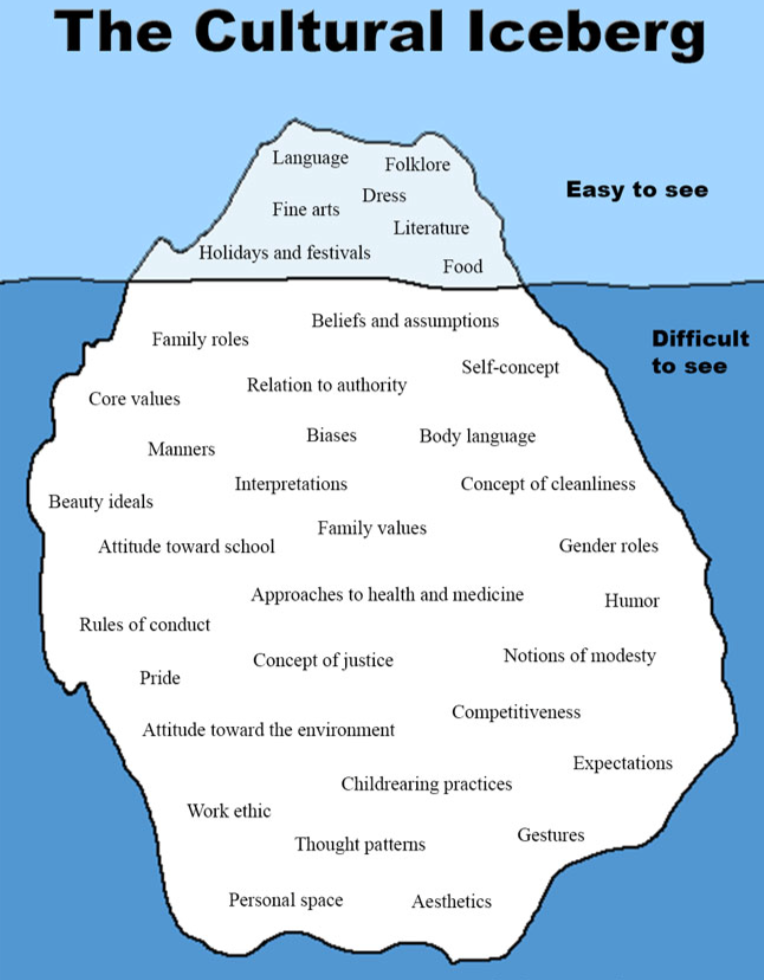 The Cultural Iceberg
Language
Folklore
Easy to see
Dress
Fine arts
Literature
Holidays and festivals
Food
Beliefs and assumptions
Family roles
Difficult
to see
Self-concept
Relation to authority
Core values
Biases
Body language
Manners
Interpretations
Concept of cleanliness
Beauty ideals
Family values
Attitude toward school
Gender roles
Approaches to health and medicine
Humor
Rules of conduct
Concept of justice
Notions of modesty
Pride
Competitiveness
Attitude toward the environment
Expectations
Childrearing practices
Work ethic
Gestures
Thought patterns
Personal space
Aesthetics